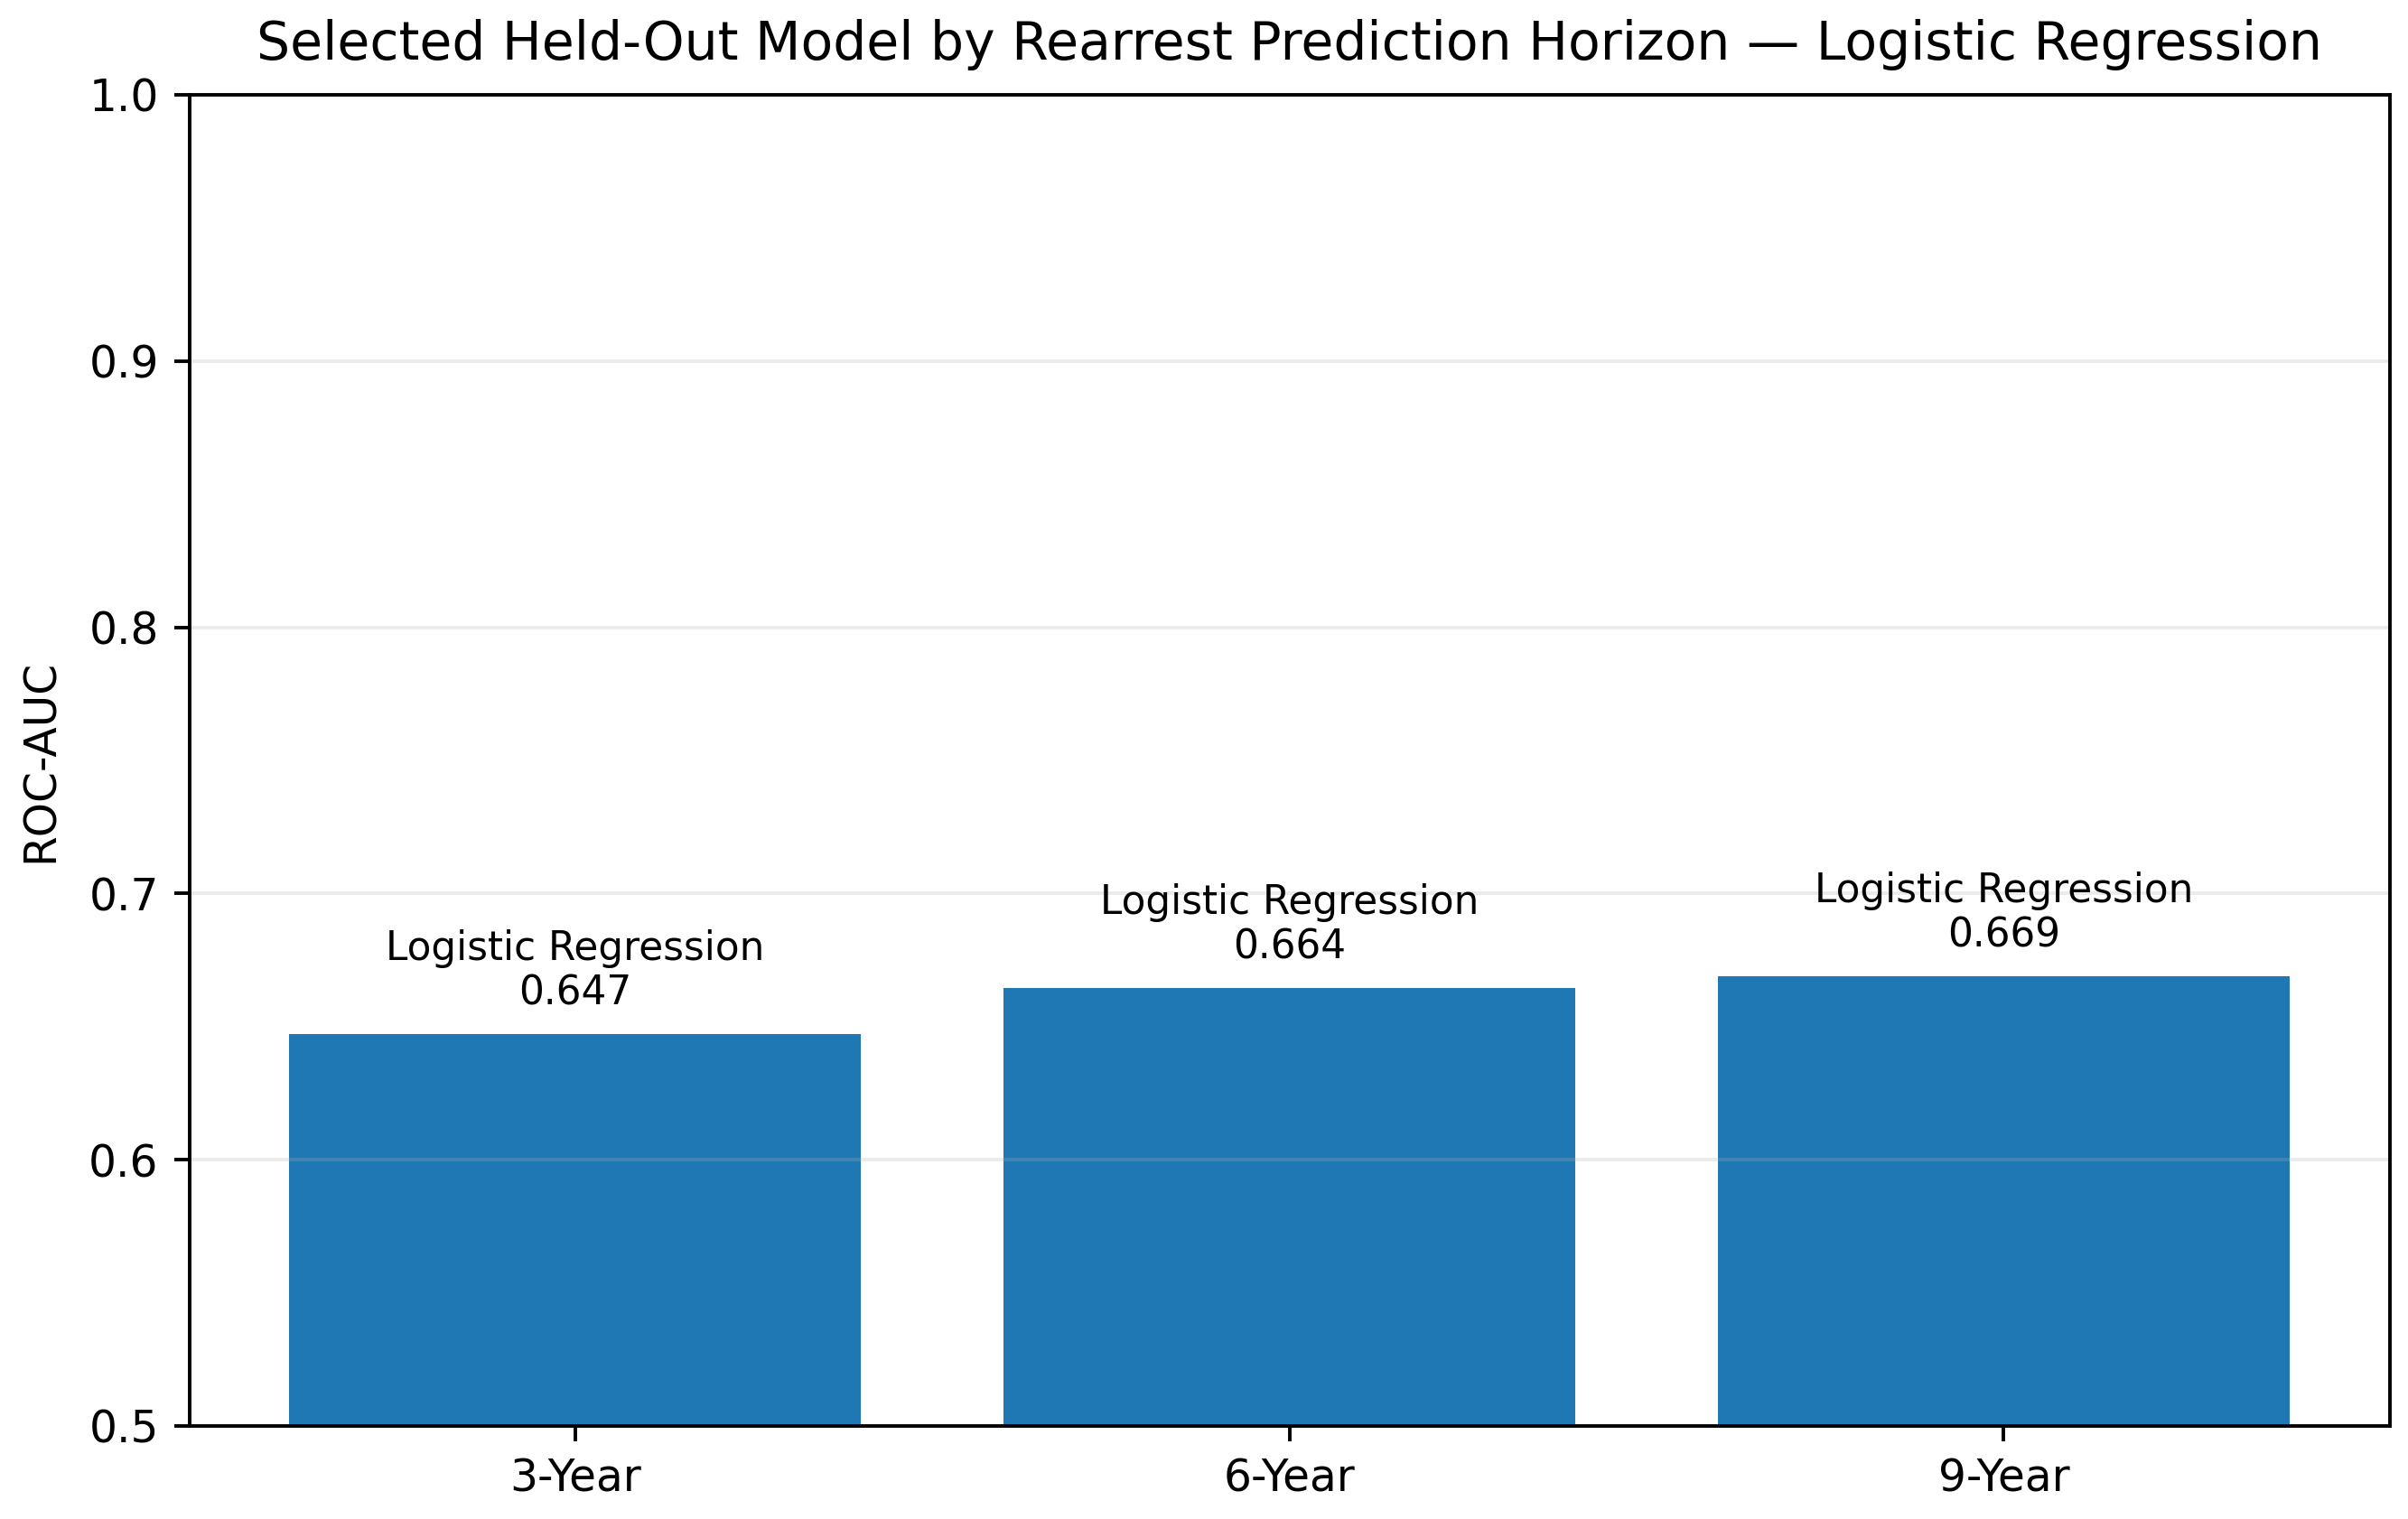 Selected Held-Out Model by Rearrest Prediction Horizon — Logistic Regression
1.0
0.9
0.8
0.7
0.6
0.5
ROC-AUC
Logistic Regression
0.647
Logistic Regression
0.664
Logistic Regression
0.669
3-Year
6-Year
9-Year